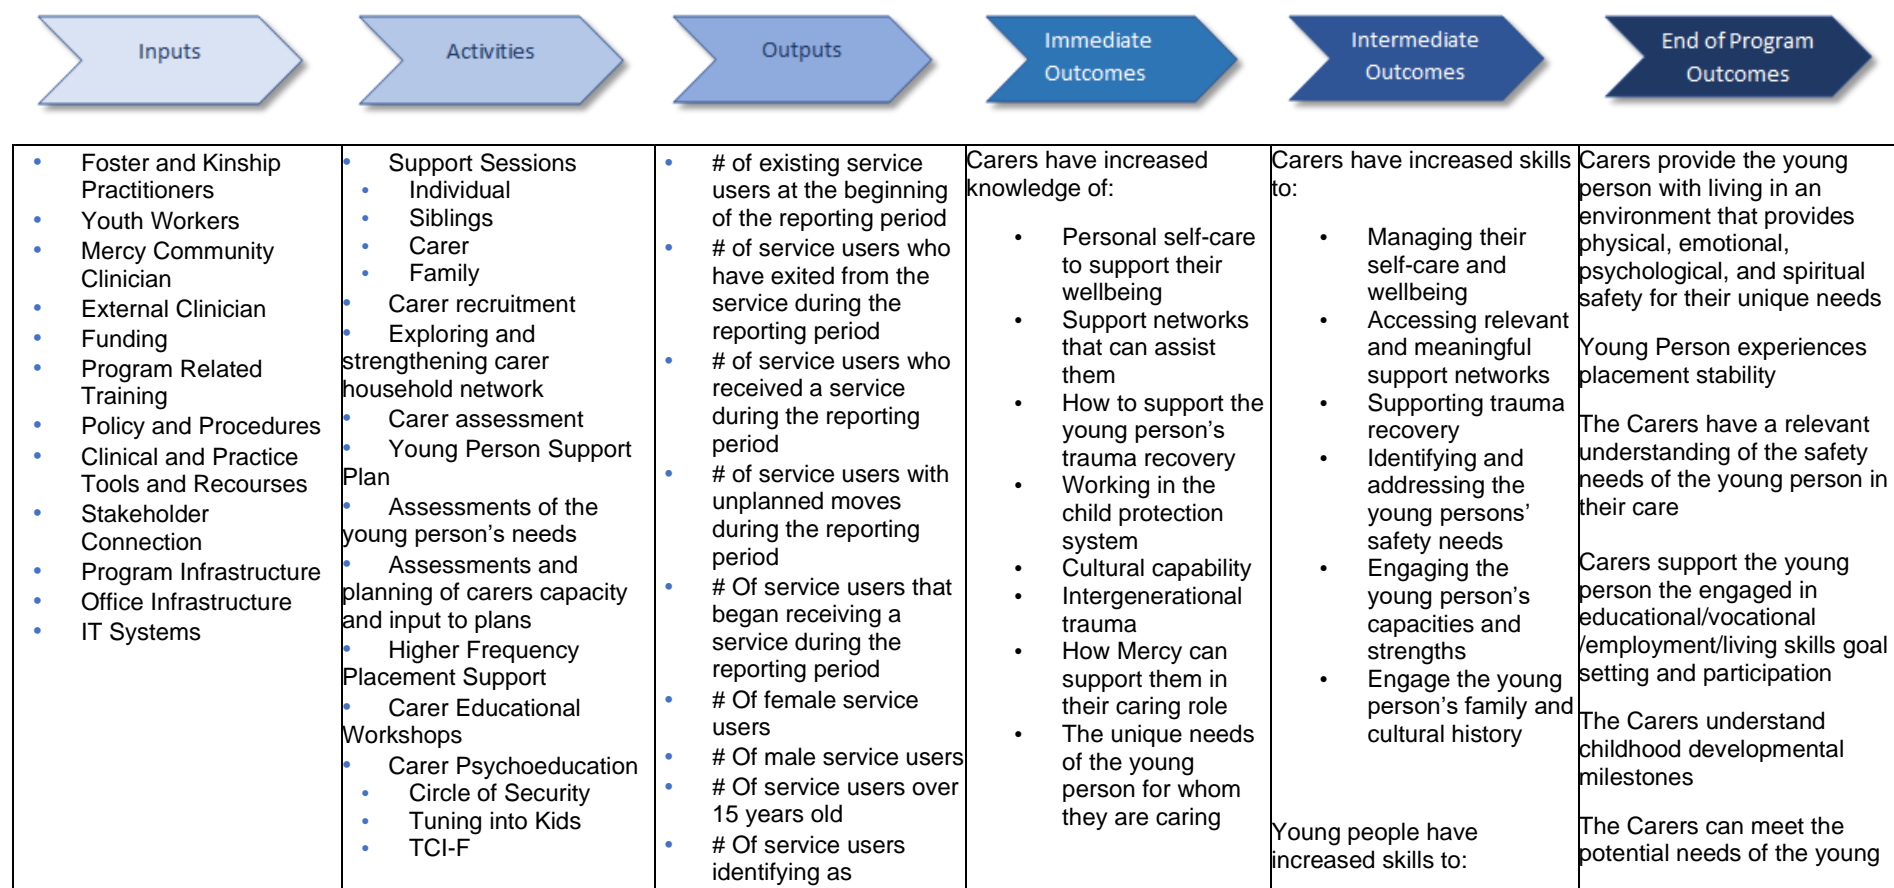 Inputs
Activities
Outputs
Immediate
Outcomes
Intermediate
Outcomes
End of Program
Outcomes
• Foster and Kinship
Practitioners
• Youth Workers
• Mercy Community
Clinician
• External Clinician
• Funding
• Program Related
Training
• Policy and Procedures
• Clinical and Practice
Tools and Recourses
• Stakeholder
Connection
• Program Infrastructure
• Office Infrastructure
• IT Systems
• Support Sessions
• Individual
• Siblings
• Carer
• Family
• Carer recruitment
• Exploring and
strengthening carer
household network
• Carer assessment
• Young Person Support
Plan
• Assessments of the
young person’s needs
• Assessments and
planning of carers capacity
and input to plans
• Higher Frequency
Placement Support
• Carer Educational
Workshops
• Carer Psychoeducation
• Circle of Security
• Tuning into Kids
• TCI-F
• # of existing service
users at the beginning
of the reporting period
• # of service users who
have exited from the
service during the
reporting period
• # of service users who
received a service
during the reporting
period
• # of service users with
unplanned moves
during the reporting
period
• # Of service users that
began receiving a
service during the
reporting period
• # Of female service
users
• # Of male service users
• # Of service users over
15 years old
• # Of service users
identifying as
Carers have increased
knowledge of:
• Personal self-care
to support their
wellbeing
• Support networks
that can assist
them
• How to support the
young person’s
trauma recovery
• Working in the
child protection
system
• Cultural capability
• Intergenerational
trauma
• How Mercy can
support them in
their caring role
• The unique needs
of the young
person for whom
they are caring
Carers have increased skills
to:
• Managing their
self-care and
wellbeing
• Accessing relevant
and meaningful
support networks
• Supporting trauma
recovery
• Identifying and
addressing the
young persons’
safety needs
• Engaging the
young person’s
capacities and
strengths
• Engage the young
person’s family and
cultural history
Young people have
increased skills to:
Carers provide the young
person with living in an
environment that provides
physical, emotional,
psychological, and spiritual
safety for their unique needs
Young Person experiences
placement stability
The Carers have a relevant
understanding of the safety
needs of the young person in
their care
Carers support the young
person the engaged in
educational/vocational
/employment/living skills goal
setting and participation
The Carers understand
childhood developmental
milestones
The Carers can meet the
potential needs of the young